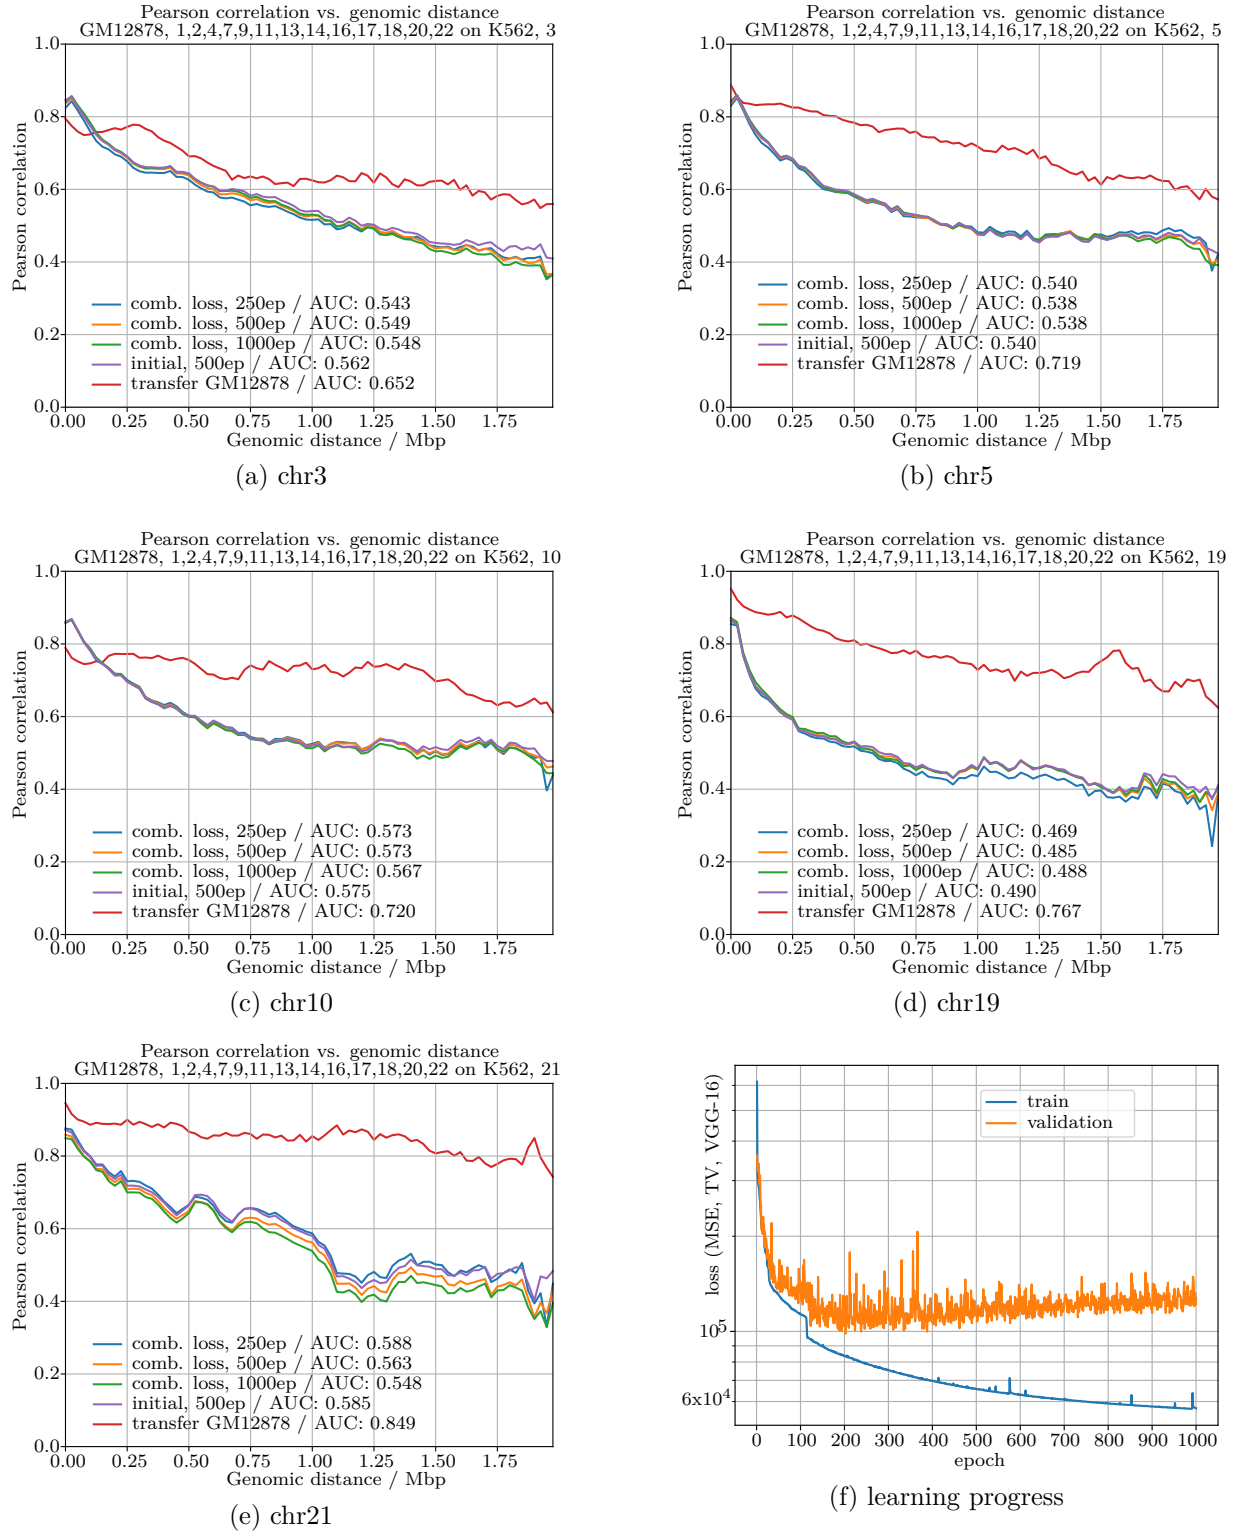 Pearson correlation vs. genomic distance
GM12878, 1,2,4,7,9,11,13,14,16,17,18,20,22 on K562, 3
Pearson correlation
1.0
0.8
0.6
0.4
0.2
0.0
comb. loss, 250ep / AUC: 0.543
comb. loss, 500ep / AUC: 0.549
comb. loss, 1000ep / AUC: 0.548
initial, 500ep / AUC: 0.562
transfer GM12878 / AUC: 0.652
0.00 0.25 0.50 0.75 1.00 1.25 1.50 1.75
Genomic distance / Mbp
(a) chr3
Pearson correlation vs. genomic distance
GM12878, 1,2,4,7,9,11,13,14,16,17,18,20,22 on K562, 5
Pearson correlation
1.0
0.8
0.6
0.4
0.2
0.0
comb. loss, 250ep / AUC: 0.540
comb. loss, 500ep / AUC: 0.538
comb. loss, 1000ep / AUC: 0.538
initial, 500ep / AUC: 0.540
transfer GM12878 / AUC: 0.719
0.00 0.25 0.50 0.75 1.00 1.25 1.50 1.75
Genomic distance / Mbp
(b) chr5
Pearson correlation vs. genomic distance
GM12878, 1,2,4,7,9,11,13,14,16,17,18,20,22 on K562, 10
Pearson correlation
1.0
0.8
0.6
0.4
0.2
0.0
comb. loss, 250ep / AUC: 0.573
comb. loss, 500ep / AUC: 0.573
comb. loss, 1000ep / AUC: 0.567
initial, 500ep / AUC: 0.575
transfer GM12878 / AUC: 0.720
0.00 0.25 0.50 0.75 1.00 1.25 1.50 1.75
Genomic distance / Mbp
(c) chr10
Pearson correlation vs. genomic distance
GM12878, 1,2,4,7,9,11,13,14,16,17,18,20,22 on K562, 19
Pearson correlation
1.0
0.8
0.6
0.4
0.2
0.0
comb. loss, 250ep / AUC: 0.469
comb. loss, 500ep / AUC: 0.485
comb. loss, 1000ep / AUC: 0.488
initial, 500ep / AUC: 0.490
transfer GM12878 / AUC: 0.767
0.00 0.25 0.50 0.75 1.00 1.25 1.50 1.75
Genomic distance / Mbp
(d) chr19
Pearson correlation vs. genomic distance
GM12878, 1,2,4,7,9,11,13,14,16,17,18,20,22 on K562, 21
Pearson correlation
1.0
0.8
0.6
0.4
0.2
0.0
comb. loss, 250ep / AUC: 0.588
comb. loss, 500ep / AUC: 0.563
comb. loss, 1000ep / AUC: 0.548
initial, 500ep / AUC: 0.585
transfer GM12878 / AUC: 0.849
0.00 0.25 0.50 0.75 1.00 1.25 1.50 1.75
Genomic distance / Mbp
(e) chr21
loss (MSE, TV, VGG-16)
train
validation
10⁵
6x10⁴
0 100 200 300 400 500 600 700 800 900 1000
epoch
(f) learning progress